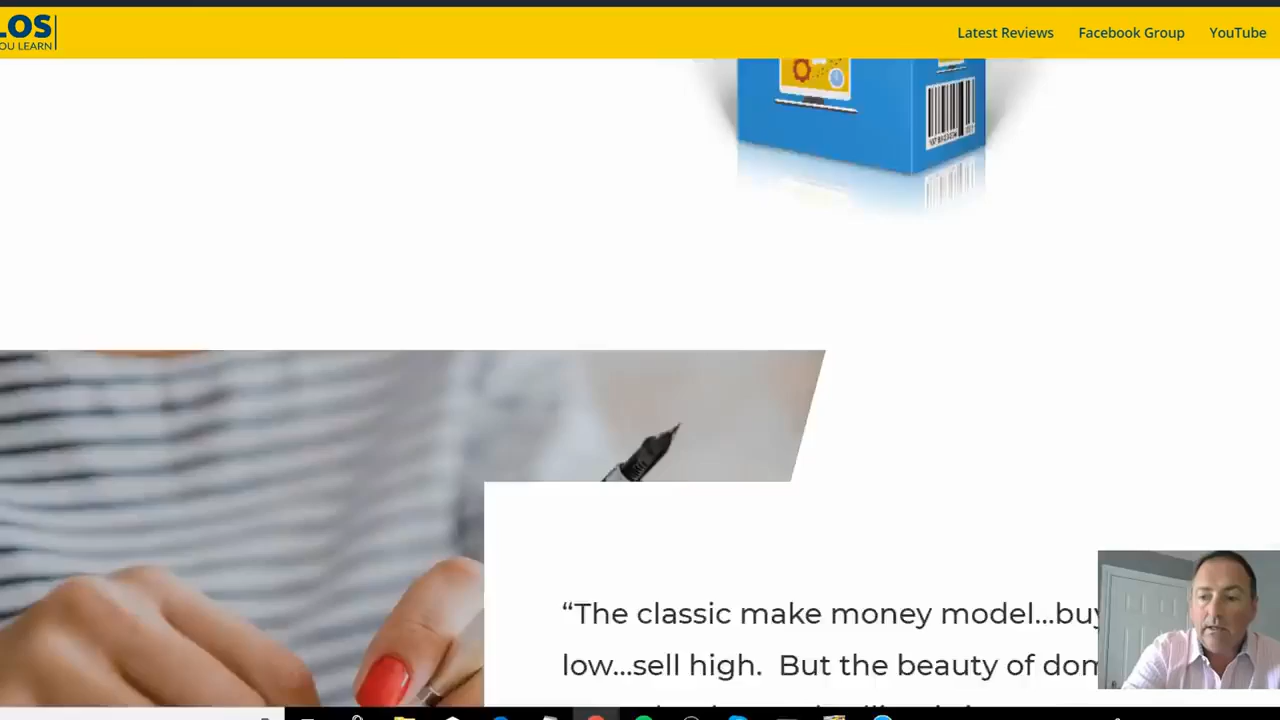 LOS
OU LEARN
Latest Reviews
Facebook Group
YouTube
“The classic make money model...buy
low...sell high. But the beauty of dom